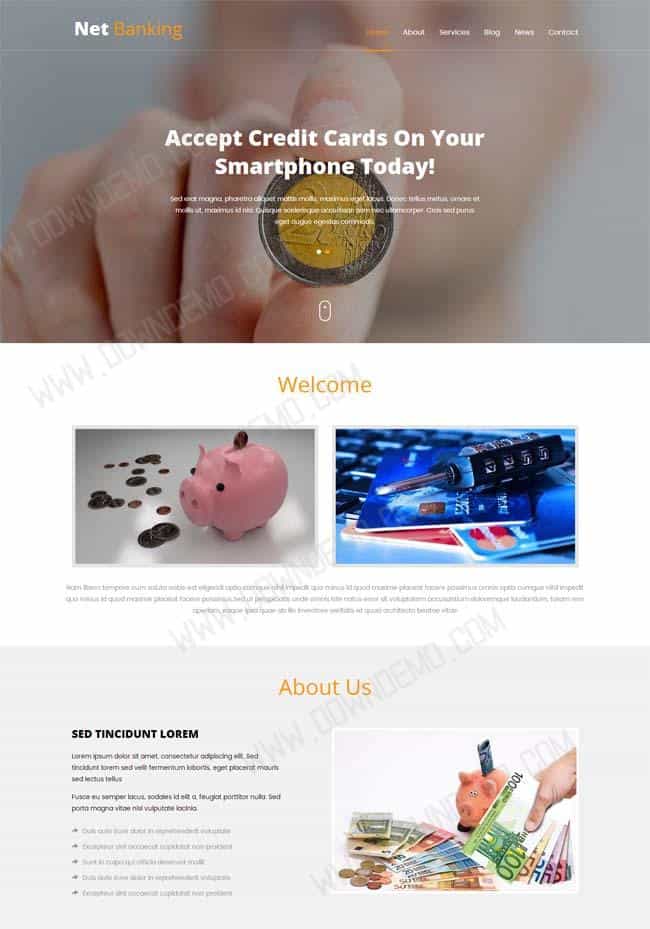 Net Banking
Home About Services Blog News Contact
Accept Credit Cards On Your
Smartphone Today!
Sed erat magna, pharetra aliquet mattis mollis, maximus eget lacus. Donec tellus metus, ornare et
mollis ut, maximus id nisl. Quisque scelerisque accumsan sem nec ullamcorper. Cras sed purus
eget augue egestas commodo.
WWW.DOWNDEMO.COM
Welcome
Nam libero tempore cum soluta nobis est eligendi optio cumque nihil impedit quo minus id quod maxime placeat facere possimus omnis optio cumque nihil impedit
quo minus id quod maxime placeat facere possimus.Sed ut perspiciatis unde omnis iste natus error sit voluptatem accusantium doloremque laudantium, totam rem
aperiam, eaque ipsa quae ab illo inventore veritatis et quasi architecto beatae vitae
WWW.DOWNDEMO.COM
About Us
SED TINCIDUNT LOREM
Lorem ipsum dolor sit amet, consectetur adipiscing elit. Sed
tincidunt lorem sed velit fermentum lobortis, eget placerat mauris
sed lectus tellus
Fusce eu semper lacus, sodales id elit a, feugiat porttitor nulla. Sed
porta magna vitae nisl vulputate lacinia.
Duis aute irure dolor in reprehenderit voluptate
Excepteur sint occaecat cupidatat non proident
Sunt in culpa qui officia deserunt mollit
Duis aute irure dolor in reprehenderit voluptate
Excepteur sint occaecat cupidatat non proident
100
WWW.DOWNDEMO.COM